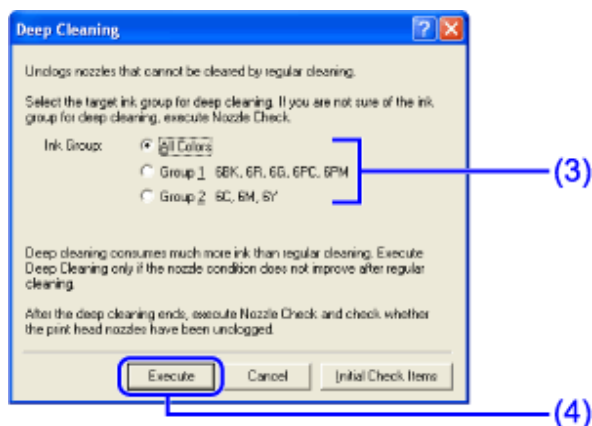 Deep Cleaning
Unclogs nozzles that cannot be cleared by regular cleaning.
Select the target ink group for deep cleaning. If you are not sure of the ink
group for deep cleaning, execute Nozzle Check.
Ink Group: All Colors
Group 1 6BK, 6R, 6G, 6PC, 6PM
(3)
Group 2 6C, 6M, 6Y
Deep cleaning consumes much more ink than regular cleaning. Execute
Deep Cleaning only if the nozzle condition does not improve after regular
cleaning.
After the deep cleaning ends, execute Nozzle Check and check whether
the print head nozzles have been unclogged.
Execute Cancel Initial Check Items
(4)